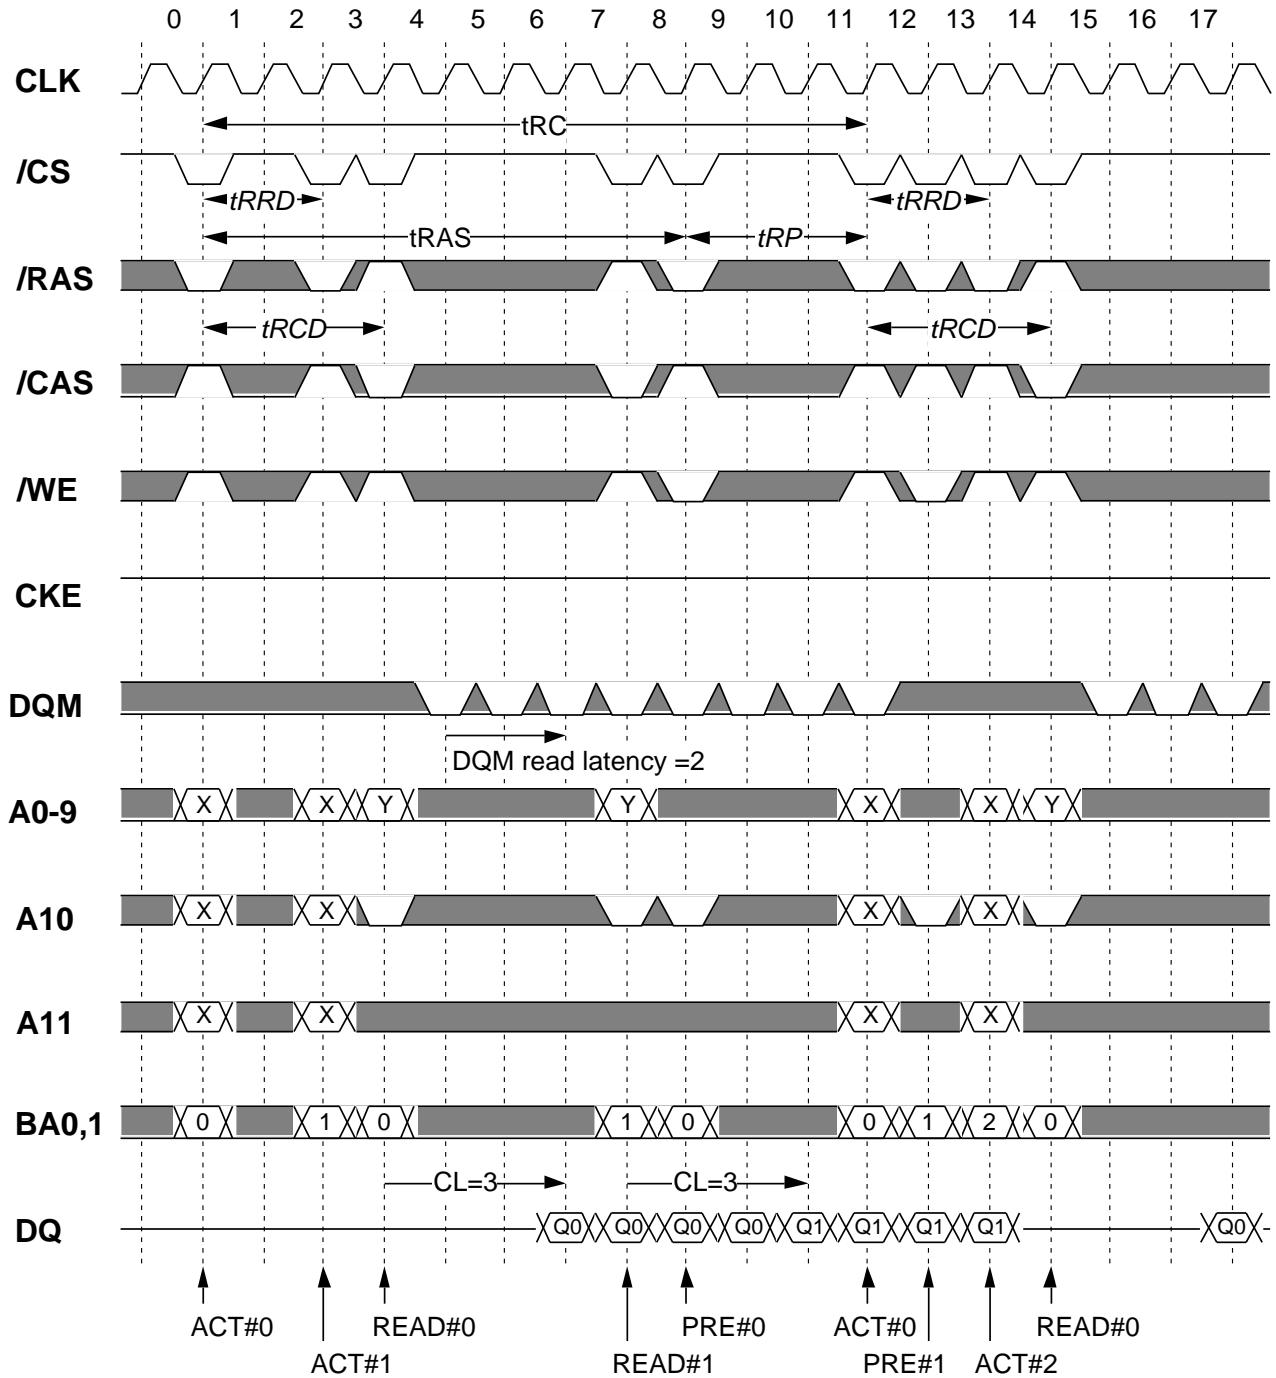 0 1 2 3 4 5 6 7 8 9 10 11 12 13 14 15 16 17
CLK
tRC
/CS
tRRD tRRD
tRAS tRP
/RAS
tRCD tRCD
/CAS
/WE
CKE
DQM
DQM read latency =2
A0-9 X X Y Y X X Y
A10 X X X X
A11 X X X X
BA0,1 0 1 0 1 0 0 1 2 0
CL=3 CL=3
DQ Q0 Q0 Q0 Q0 Q1 Q1 Q1 Q1 Q0
ACT#0 READ#0 PRE#0 ACT#0 READ#0
ACT#1 READ#1 PRE#1 ACT#2